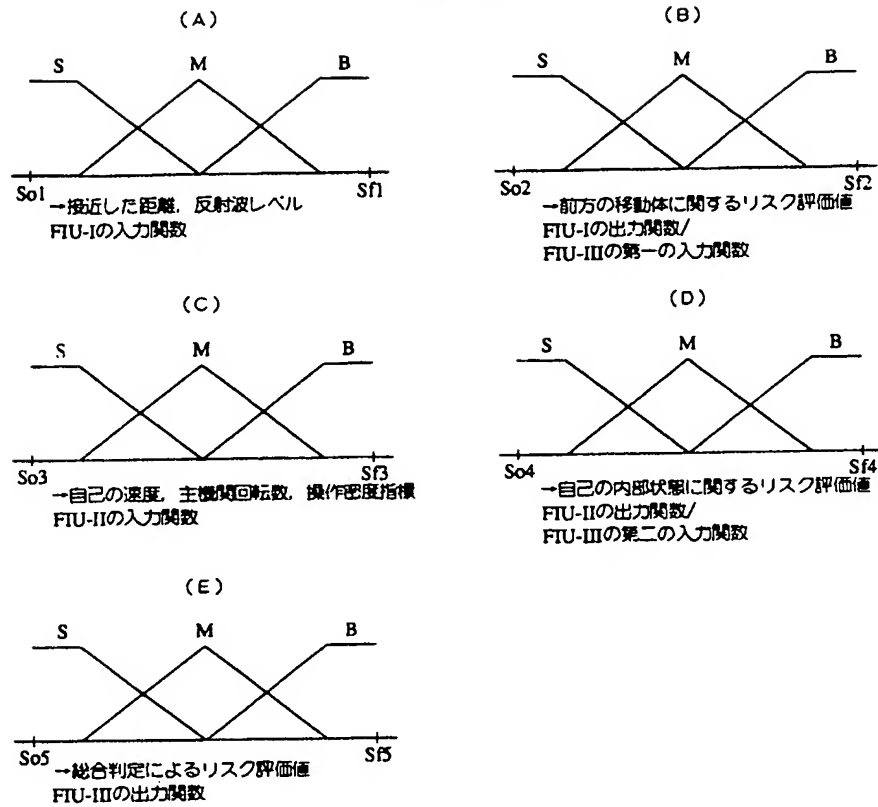 (A)
S M B
So1 Sf1
→接近した距離, 反射波レベル
FIU-Iの入力関数
(B)
S M B
So2 Sf2
→前方の移動体に関するリスク評価値
FIU-Iの出力関数/
FIU-IIIの第一の入力関数
(C)
S M B
So3 Sf3
→自己の速度, 主機関回転数, 操作密度指標
FIU-IIの入力関数
(D)
S M B
So4 Sf4
→自己の内部状態に関するリスク評価値
FIU-IIの出力関数/
FIU-IIIの第二の入力関数
(E)
S M B
So5 Sf5
→総合判定によるリスク評価値
FIU-IIIの出力関数